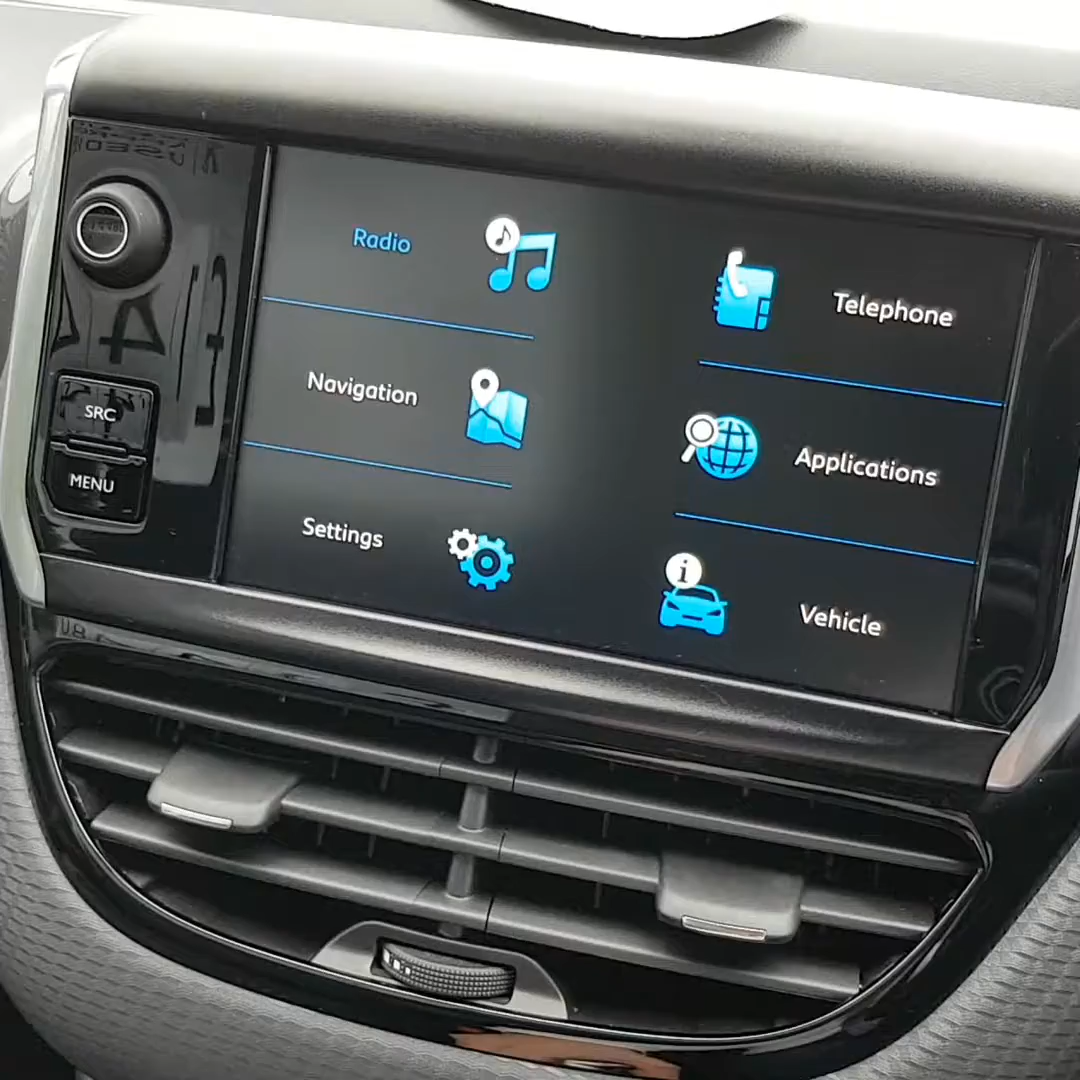 Radio
Telephone
SRC
Navigation
MENU
Applications
Settings
Vehicle